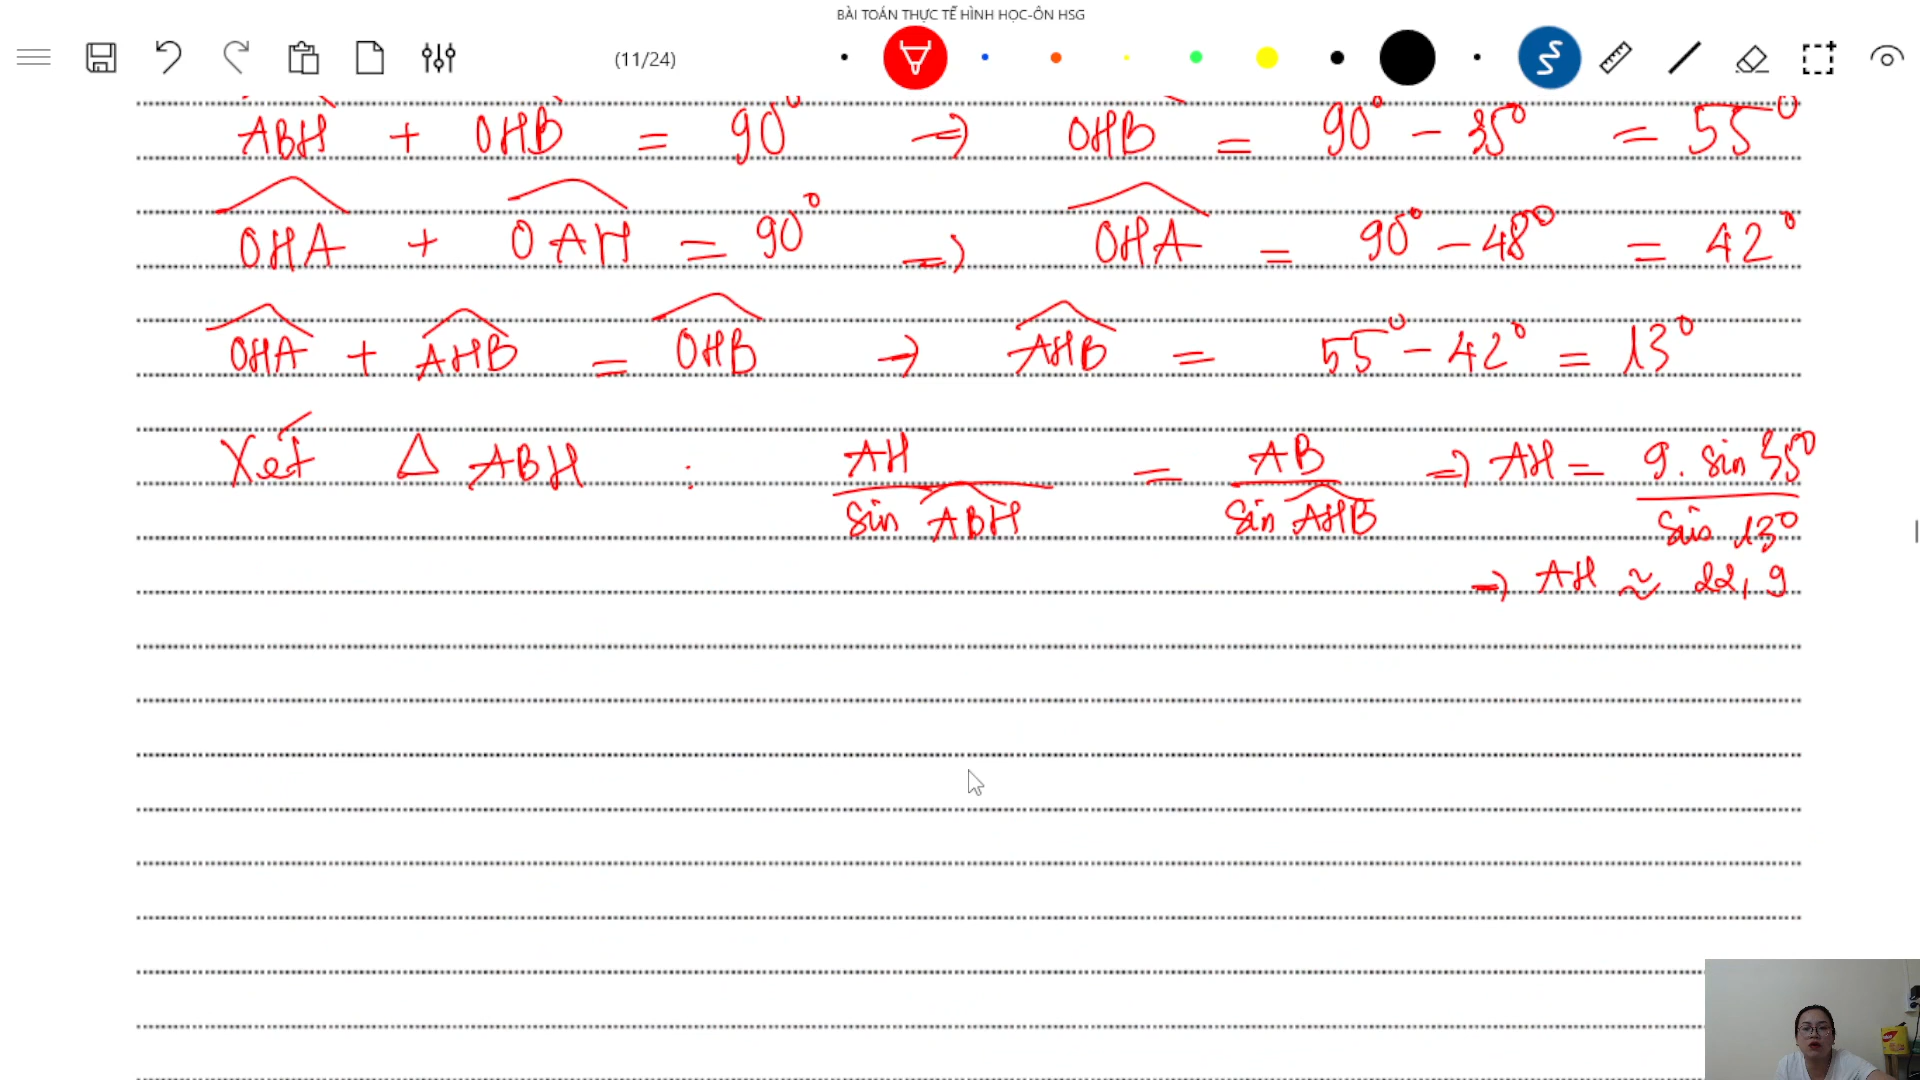 BÀI TOÁN THỰC TẾ HÌNH HỌC-ÔN HSG
(11/24)
ABH + OHB = 90° => OHB = 90° - 35° = 55°
OHA + OAH = 90° => OHA = 90° - 48° = 42°
OHA + AHB = OHB → AHB = 55° - 42° = 13°
Xét Δ ABH : AH / sin ABH = AB / sin AHB => AH = 9. sin 35° / sin 13°
→ AH ≈ 22,9